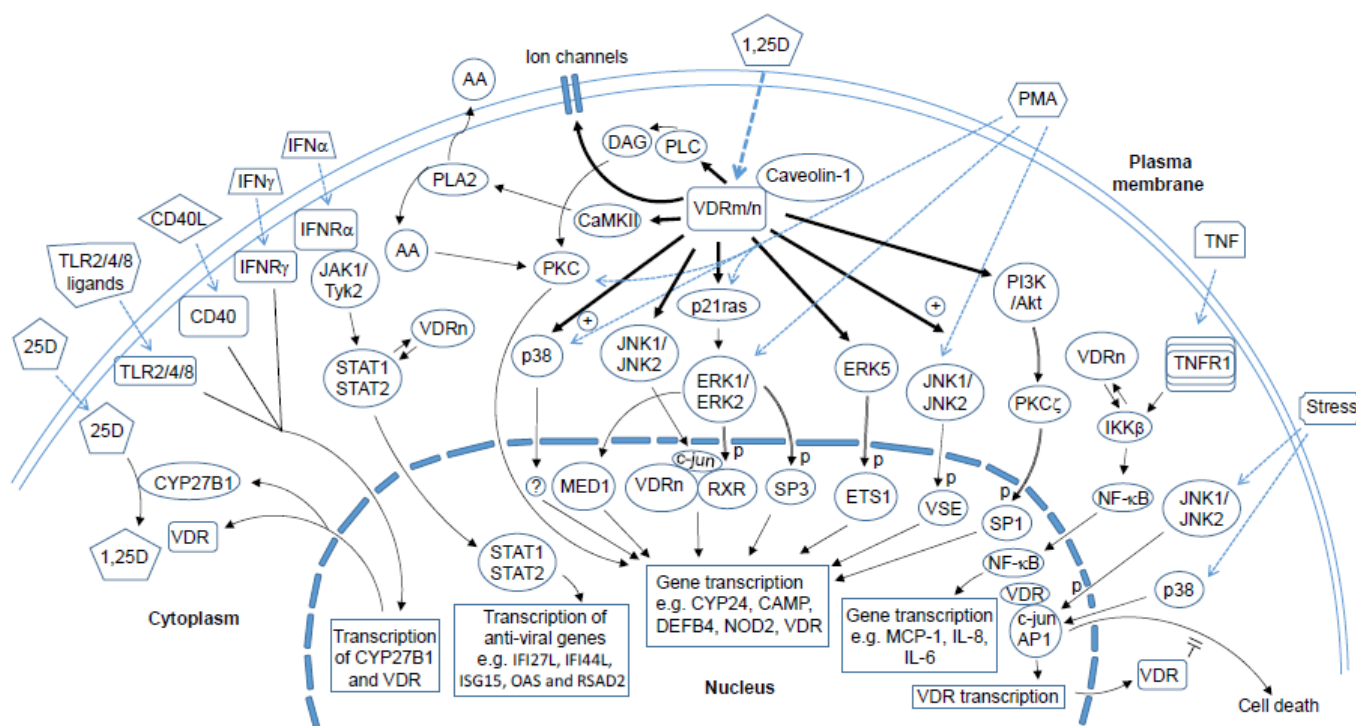 1,25D
Ion channels
AA
PMA
IFNα
DAG
PLC
Plasma
membrane
IFNγ
PLA2
Caveolin-1
CD40L
IFNRα
CaMKII
VDRm/n
TNF
TLR2/4/8
ligands
IFNRγ
JAK1/
Tyk2
AA
PKC
PI3K
/Akt
CD40
p21ras
+
+
25D
VDRn
p38
JNK1/
JNK2
VDRn
TNFR1
TLR2/4/8
STAT1
STAT2
ERK1/
ERK2
ERK5
JNK1/
JNK2
PKCζ
Stress
25D
IKKβ
c-jun
p
p
p
p
CYP27B1
?
MED1
VDRn
RXR
SP3
ETS1
VSE
p
SP1
NF-κB
JNK1/
JNK2
VDR
1,25D
STAT1
STAT2
NF-κB
p
p38
Cytoplasm
Gene transcription
e.g. CYP24, CAMP,
DEFB4, NOD2, VDR
VDR
Transcription
of CYP27B1
and VDR
Transcription of
anti-viral genes
e.g. IFI27L, IFI44L,
ISG15, OAS and RSAD2
Gene transcription
e.g. MCP-1, IL-8,
IL-6
c-jun
AP1
VDR
Nucleus
VDR transcription
Cell death